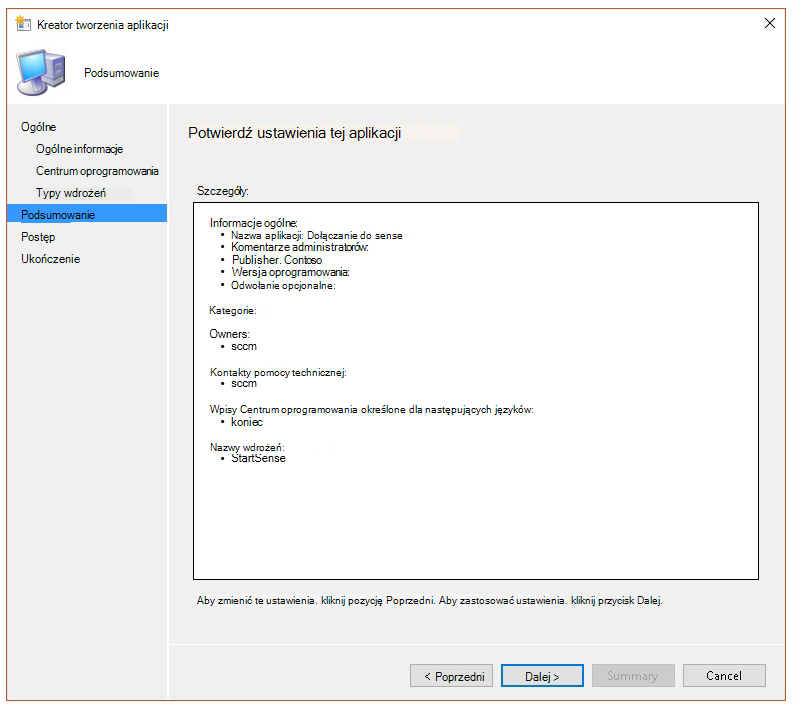 Kreator tworzenia aplikacji
Podsumowanie
Ogólne
Ogólne informacje
Centrum oprogramowania
Typy wdrożeń
Podsumowanie
Postęp
Ukończenie
Potwierdź ustawienia tej aplikacji
Szczegóły:
Informacje ogólne:
• Nazwa aplikacji: Dołączanie do sense
• Komentarze administratorów:
• Publisher. Contoso
• Wersja oprogramowania:
• Odwołanie opcjonalne:
Kategorie:
Owners:
• sccm
Kontakty pomocy technicznej:
• sccm
Wpisy Centrum oprogramowania określone dla następujących języków:
• koniec
Nazwy wdrożeń:
• StartSense
Aby zmienić te ustawienia. kliknij pozycję Poprzedni. Aby zastosować ustawienia. kliknij przycisk Dalej.
< Poprzedni
Dalej >
Summary
Cancel